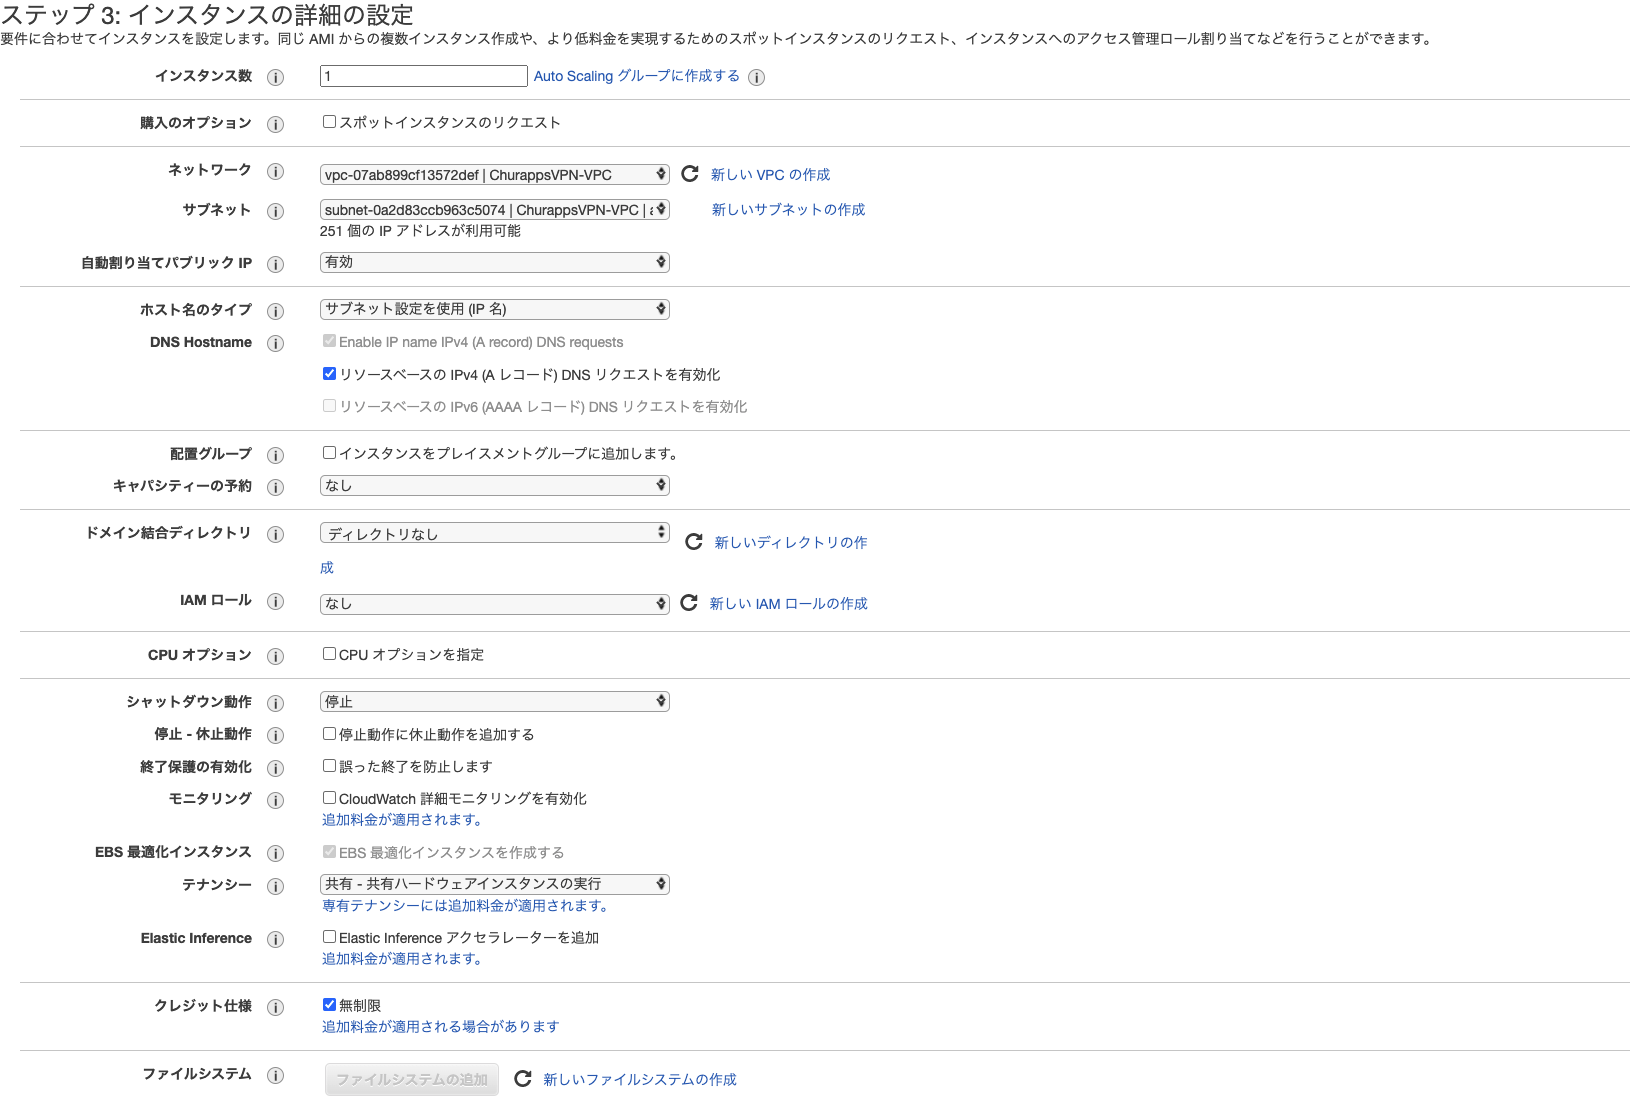 ステップ 3: インスタンスの詳細の設定
要件に合わせてインスタンスを設定します。同じ AMI からの複数インスタンス作成や、より低料金を実現するためのスポットインスタンスのリクエスト、インスタンスへのアクセス管理ロール割り当てなどを行うことができます。
インスタンス数 1 Auto Scaling グループに作成する
購入のオプション スポットインスタンスのリクエスト
ネットワーク vpc-07ab899cf13572def | ChurappsVPN-VPC 新しい VPC の作成
サブネット subnet-0a2d83ccb963c5074 | ChurappsVPN-VPC | 新しいサブネットの作成
251 個の IP アドレスが利用可能
自動割り当てパブリック IP 有効
ホスト名のタイプ サブネット設定を使用 (IP 名)
DNS Hostname Enable IP name IPv4 (A record) DNS requests
リソースベースの IPv4 (A レコード) DNS リクエストを有効化
リソースベースの IPv6 (AAAA レコード) DNS リクエストを有効化
配置グループ インスタンスをプレイスメントグループに追加します。
キャパシティーの予約 なし
ドメイン結合ディレクトリ ディレクトリなし 新しいディレクトリの作
成
IAM ロール なし 新しい IAM ロールの作成
CPU オプション CPU オプションを指定
シャットダウン動作 停止
停止 - 休止動作 停止動作に休止動作を追加する
終了保護の有効化 誤った終了を防止します
モニタリング CloudWatch 詳細モニタリングを有効化
追加料金が適用されます。
EBS 最適化インスタンス EBS 最適化インスタンスを作成する
テナンシー 共有 - 共有ハードウェアインスタンスの実行
専有テナンシーには追加料金が適用されます。
Elastic Inference Elastic Inference アクセラレーターを追加
追加料金が適用されます。
クレジット仕様 無制限
追加料金が適用される場合があります
ファイルシステム ファイルシステムの追加 新しいファイルシステムの作成